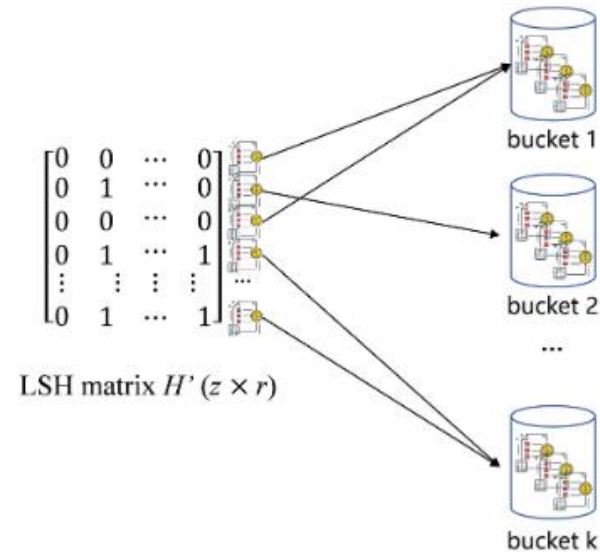 0 0 ... 0
0 1 ... 0
0 0 ... 0
0 1 ... 1
⋮ ⋮ ⋮ ⋮ ...
0 1 ... 1
LSH matrix H’ (z × r)
bucket 1
bucket 2
...
bucket k